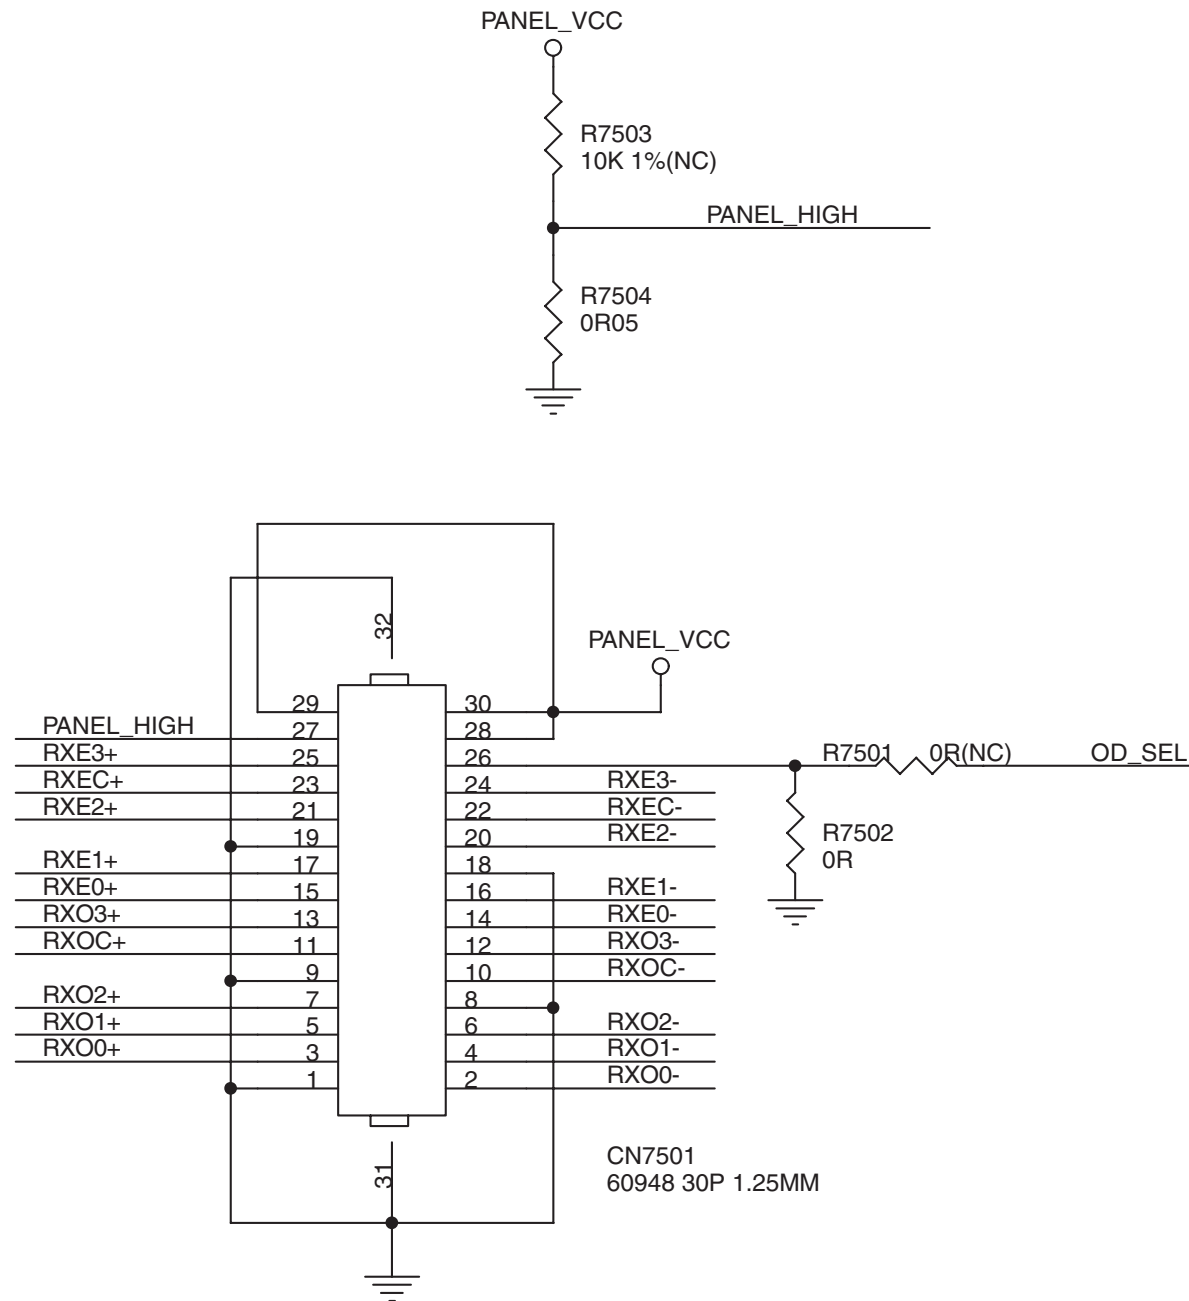 PANEL_VCC
R7503
10K 1%(NC)
PANEL_HIGH
R7504
0R05
32
PANEL_VCC
29 30
PANEL_HIGH 27 28
RXE3+ 25 26 R7501 0R(NC) OD_SEL
RXEC+ 23 24 RXE3-
RXE2+ 21 22 RXEC-
19 20 RXE2-
R7502
0R
RXE1+ 17 18
RXE0+ 15 16 RXE1-
RXO3+ 13 14 RXE0-
RXOC+ 11 12 RXO3-
9 10 RXOC-
RXO2+ 7 8
RXO1+ 5 6 RXO2-
RXO0+ 3 4 RXO1-
1 2 RXO0-
31
CN7501
60948 30P 1.25MM